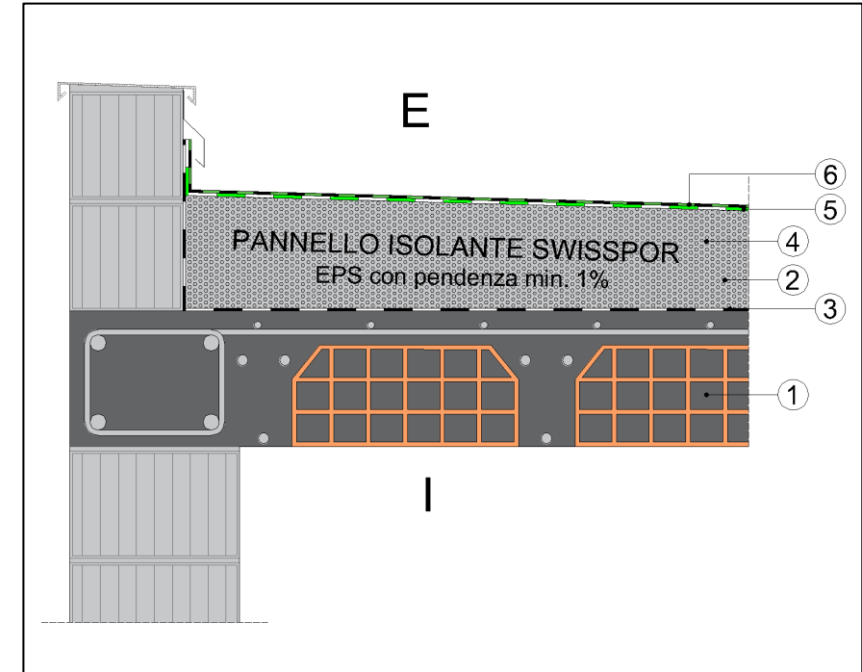 E
6
5
PANNELLO ISOLANTE SWISSPOR
4
EPS con pendenza min. 1%
2
3
1
I